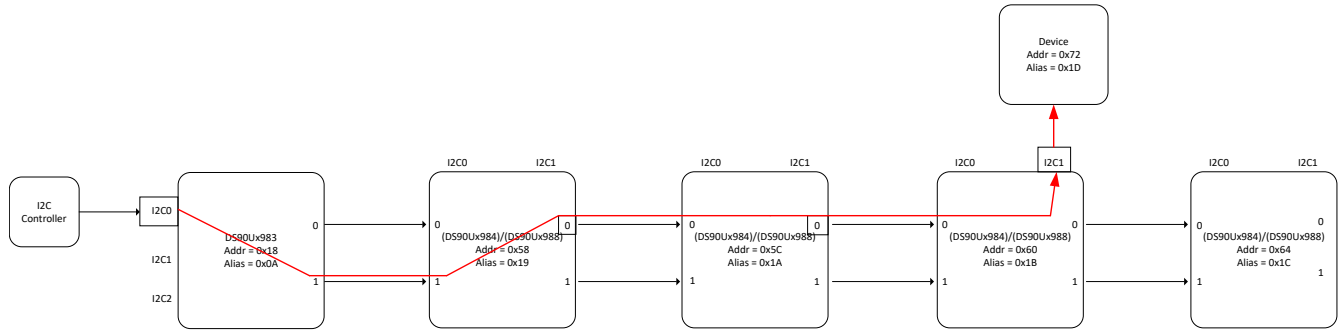 Device
Addr = 0x72
Alias = 0x1D
I2C0
I2C1
I2C0
I2C1
I2C0
I2C1
I2C0
I2C1
I2C
Controller
I2C0
I2C1
I2C2
DS90Ux983
Addr = 0x18
Alias = 0x0A
0
1
0
1
(DS90Ux984)/(DS90Ux988)
Addr = 0x58
Alias = 0x19
0
1
0
1
(DS90Ux984)/(DS90Ux988)
Addr = 0x5C
Alias = 0x1A
0
1
0
1
(DS90Ux984)/(DS90Ux988)
Addr = 0x60
Alias = 0x1B
0
1
0
1
(DS90Ux984)/(DS90Ux988)
Addr = 0x64
Alias = 0x1C
0
1